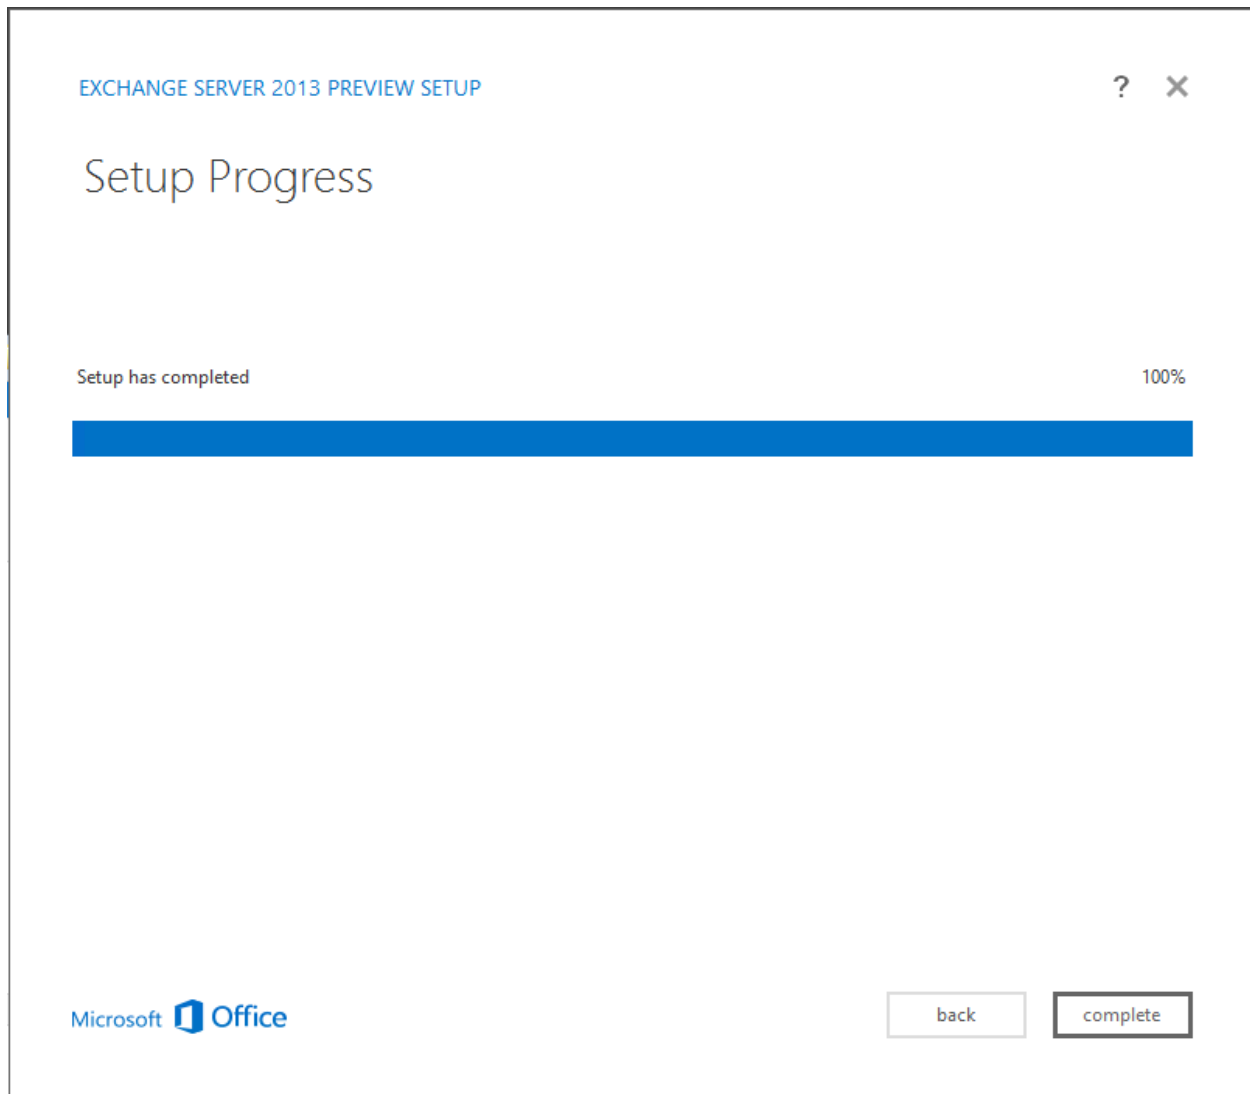 EXCHANGE SERVER 2013 PREVIEW SETUP
?
Setup Progress
Setup has completed 100%
Microsoft Office
back complete